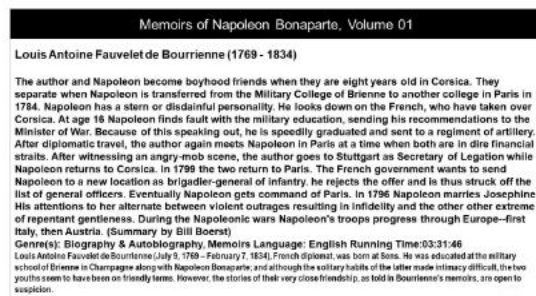 Memoirs of Napoleon Bonaparte, Volume 01
Louis Antoine Fauvelet de Bourrienne (1769 - 1834)
The author and Napoleon become boyhood friends when they are eight years old in Corsica. They
separate when Napoleon is transferred from the Military College of Brienne to another college in Paris in
1784. Napoleon has a stern or disdainful personality. He looks down on the French, who have taken over
Corsica. At age 16 Napoleon finds fault with the military education, sending his recommendations to the
Minister of War. Because of this speaking out, he is speedily graduated and sent to a regiment of artillery.
After diplomatic travel, the author again meets Napoleon in Paris at a time when both are in dire financial
straits. After witnessing an angry-mob scene, the author goes to Stuttgart as Secretary of Legation while
Napoleon returns to Corsica. In 1799 the two return to Paris. The French government wants to send
Napoleon to a new location as brigadier-general of infantry. he rejects the offer and is thus struck off the
list of general officers. Eventually Napoleon gets command of Paris. In 1796 Napoleon marries Josephine
His attentions to her alternate between violent outrages resulting in infidelity and the other other extreme
of repentant gentleness. During the Napoleonic wars Napoleon's troops progress through Europe--first
Italy, then Austria. (Summary by Bill Boerst)
Genre(s): Biography & Autobiography, Memoirs Language: English Running Time:03:31:46
Louis Antoine Fauvelet de Bourrienne (July 9, 1769 – February 7, 1834), French diplomat, was born at Sens. He was educated at the military
school of Brienne in Champagne along with Napoleon Bonaparte; and although the solitary habits of the latter made intimacy difficult, the two
youths seem to have been on friendly terms. However, the stories of their very close friendship, as told in Bourrienne's memoirs, are open to
suspicion.